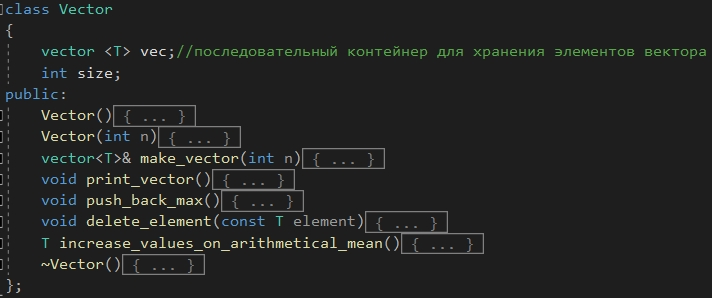 class Vector
{
vector <T> vec;//последовательный контейнер для хранения элементов вектора
int size;
public:
Vector(){ ... }
Vector(int n){ ... }
vector<T>& make_vector(int n){ ... }
void print_vector(){ ... }
void push_back_max(){ ... }
void delete_element(const T element){ ... }
T increase_values_on_arithmetical_mean(){ ... }
~Vector(){ ... }
};